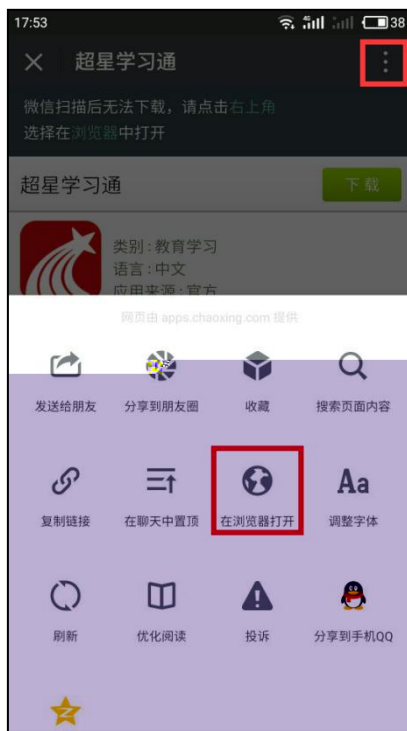 17:53 4G 38
超星学习通
微信扫描后无法下载，请点击右上角
选择在浏览器中打开
超星学习通 下载
类别：教育学习
语言：中文
应用来源：官方
网页由 apps.chaoxing.com 提供
发送给朋友 分享到朋友圈 收藏 搜索页面内容
Aa
复制链接 在聊天中置顶 在浏览器打开 调整字体
刷新 优化阅读 投诉 分享到手机QQ